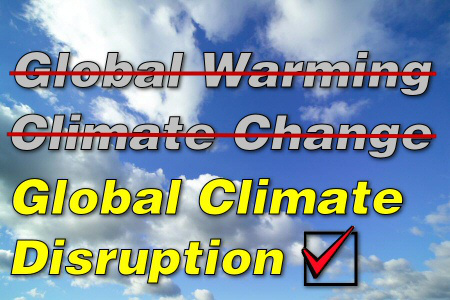 Global Warming
Climate Change
Global Climate
Disruption